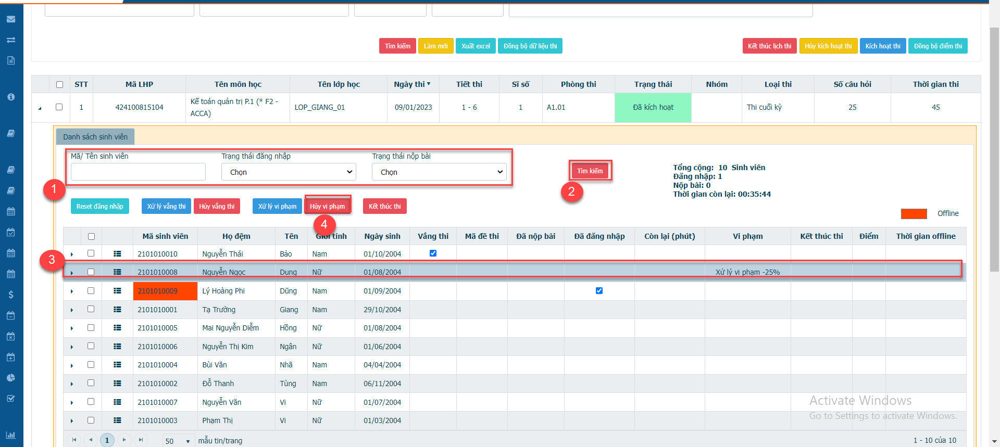 Tìm kiếm Làm mới Xuất excel Đồng bộ dữ liệu thi Kết thúc lịch thi Hủy kích hoạt thi Kích hoạt thi Đồng bộ điểm thi
STT Mã LHP Tên môn học Tên lớp học Ngày thi Tiết thi Sĩ số Phòng thi Trạng thái Nhóm Loại thi Số câu hỏi Thời gian thi
1 424100815104 Kế toán quản trị P.1 (* F2 - ACCA) LOP_GIANG_01 09/01/2023 1 - 6 1 A1.01 Đã kích hoạt Thi cuối kỳ 25 45
Danh sách sinh viên
Mã/ Tên sinh viên Trạng thái đăng nhập Trạng thái nộp bài
Chọn Chọn Tìm kiếm
Tổng cộng: 10 Sinh viên
Đăng nhập: 1
Nộp bài: 0
Thời gian còn lại: 00:35:44
1 2
Reset đăng nhập Xử lý vắng thi Hủy vắng thi Xử lý vi phạm Hủy vi phạm Kết thúc thi
Offline
4
Mã sinh viên Họ đệm Tên Giới tính Ngày sinh Vắng thi Mã đề thi Đã nộp bài Đã đăng nhập Còn lại (phút) Vi phạm Kết thúc thi Điểm Thời gian offline
2101010010 Nguyễn Thái Bảo Nam 01/10/2004
3
2101010008 Nguyễn Ngọc Dung Nữ 01/08/2004 Xử lý vi phạm -25%
2101010009 Lý Hoàng Phi Dũng Nam 01/09/2004
2101010001 Tạ Trường Giang Nam 29/10/2004
2101010005 Mai Nguyễn Diễm Hồng Nữ 01/08/2004
2101010006 Nguyễn Thị Kim Ngân Nữ 01/06/2004
2101010004 Bùi Văn Nhã Nam 04/04/2004
2101010002 Đỗ Thanh Tùng Nam 06/11/2004
2101010007 Nguyễn Văn Vi Nữ 01/07/2004
2101010003 Phạm Thị Vi Nữ 01/03/2004
Activate Windows
Go to Settings to activate Windows.
1 50 mẫu tin/trang 1 - 10 của 10